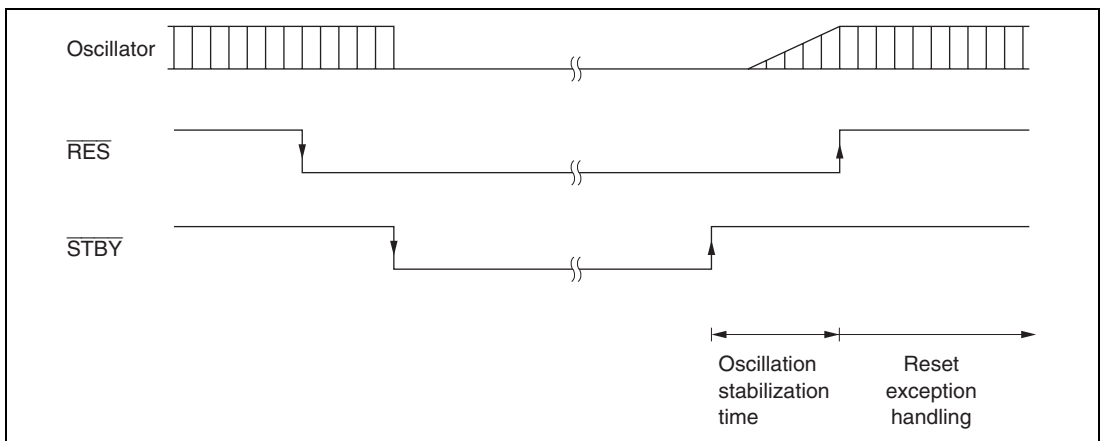 Oscillator
RES
STBY
Oscillation
stabilization
time
Reset
exception
handling